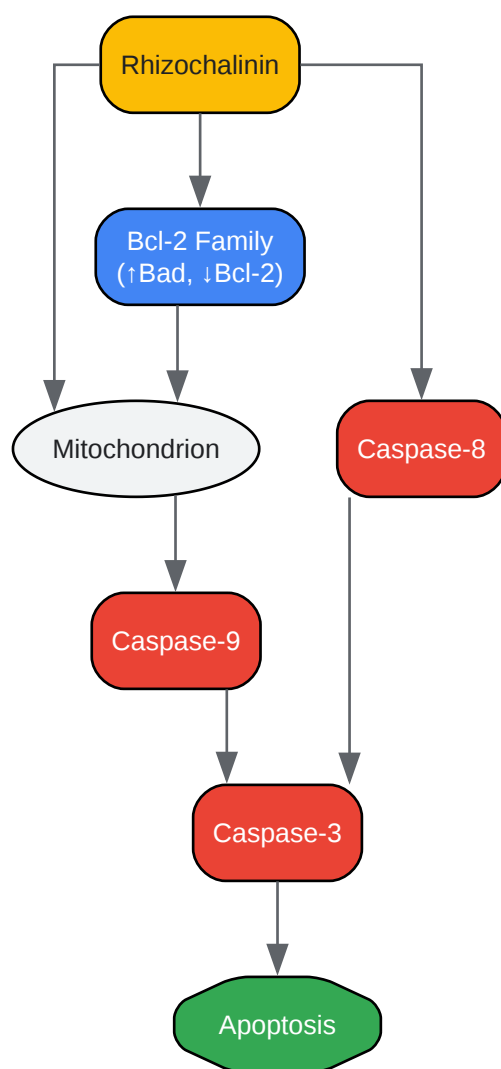 Rhizochalinin
Bcl-2 Family
(↑Bad, ↓Bcl-2)
Mitochondrion
Caspase-8
Caspase-9
Caspase-3
Apoptosis